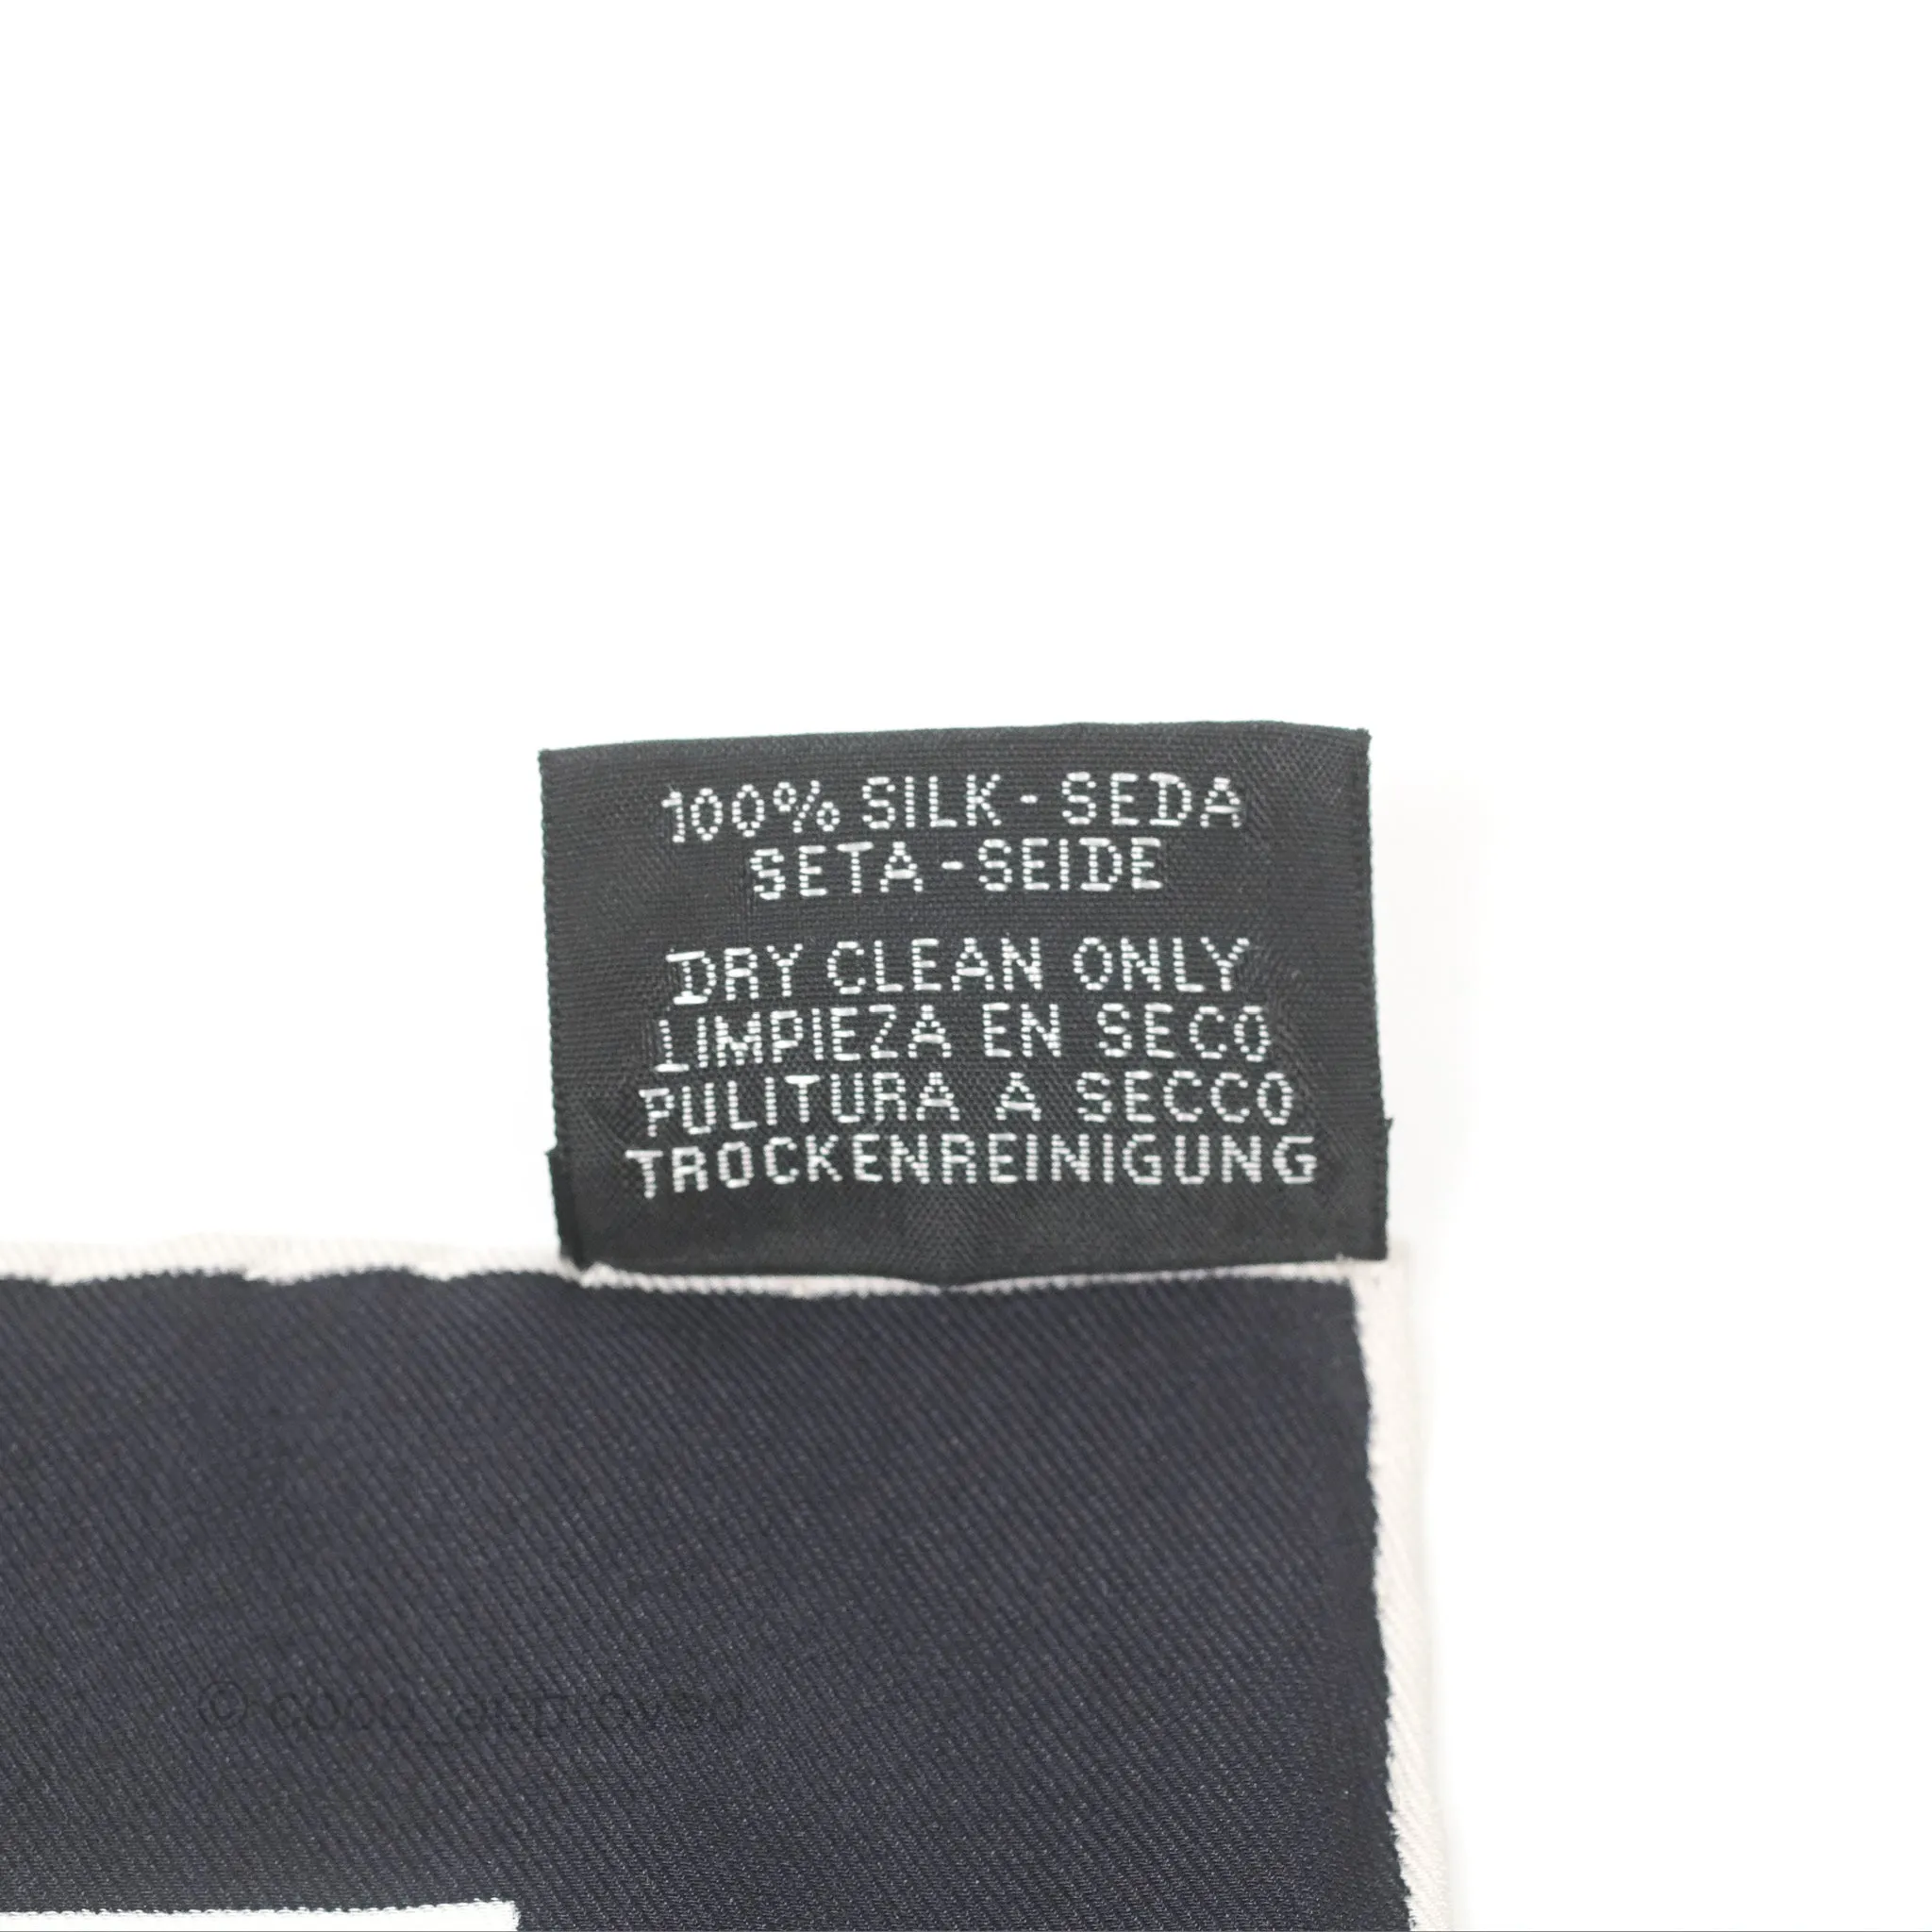 100% SILK - SEDA
SETA - SEIDE
DRY CLEAN ONLY
LIMPIEZA EN SECO
PULITURA A SECCO
TROCKENREINIGUNG